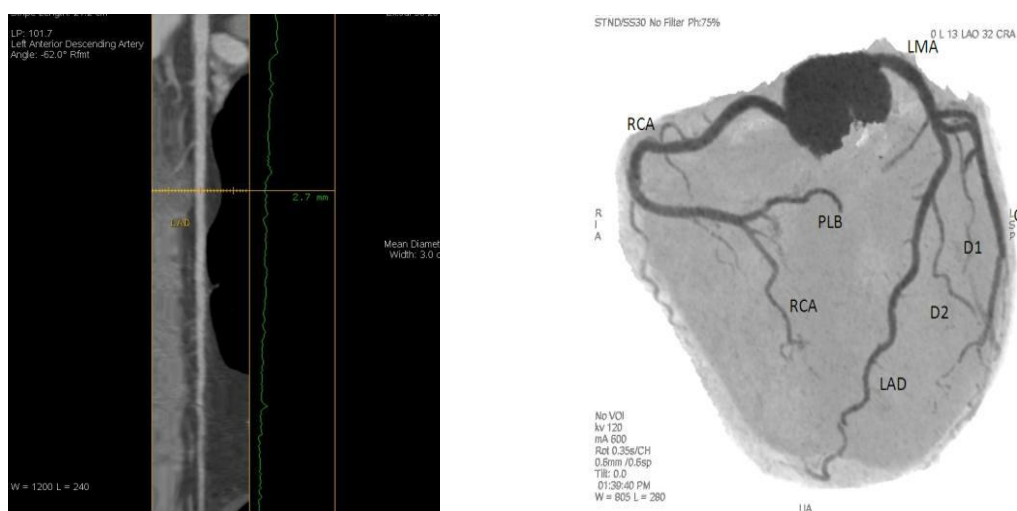 LP: 101.7
Left Anterior Descending Artery
Angle: -62.0° Rfmt
LAD
2.7 mm
Mean Diamet
Width: 3.0 c
W = 1200 L = 240
STND/SS30 No Filter Ph:75%
0 L 13 LAO 32 CRA
LMA
RCA
R
I
A
PLB
D1
RCA
D2
LAD
No VOI
kv 120
mA 600
Rot 0.35s/CH
0.6mm /0.6sp
Tilt: 0.0
01:39:40 PM
W = 805 L = 280